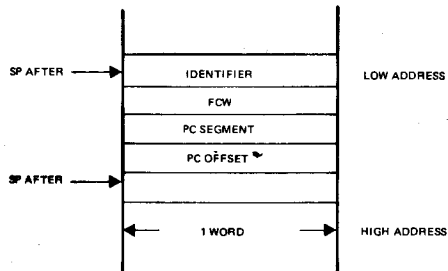 SP AFTER IDENTIFIER LOW ADDRESS
FCW
PC SEGMENT
PC OFFSET
SP AFTER
1 WORD HIGH ADDRESS